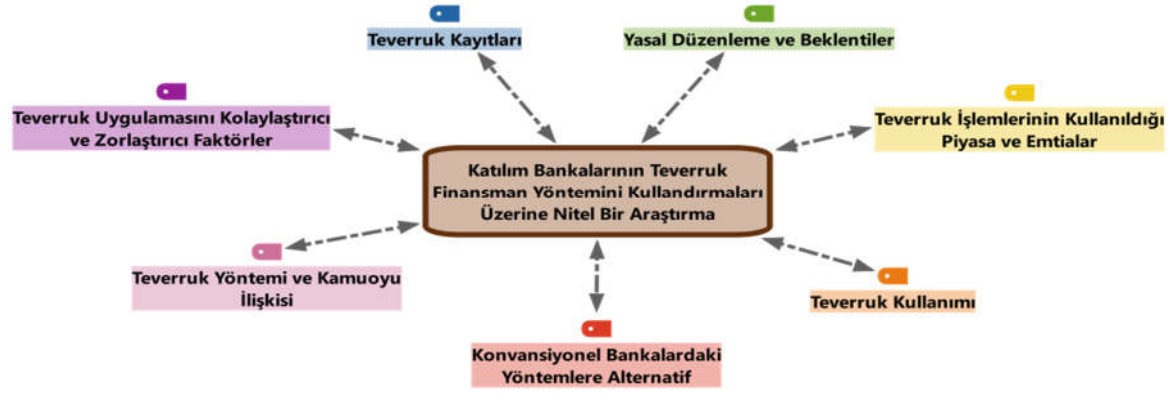 Teverruk Kayıtları
Yasal Düzenleme ve Beklentiler
Teverruk Uygulamasını Kolaylaştırıcı
ve Zorlaştırıcı Faktörler
Teverruk İşlemlerinin Kullanıldığı
Piyasa ve Emtialar
Katılım Bankalarının Teverruk
Finansman Yöntemini Kullandırmaları
Üzerine Nitel Bir Araştırma
Teverruk Yöntemi ve Kamuoyu
İlişkisi
Teverruk Kullanımı
Konvansiyonel Bankalardaki
Yöntemlere Alternatif